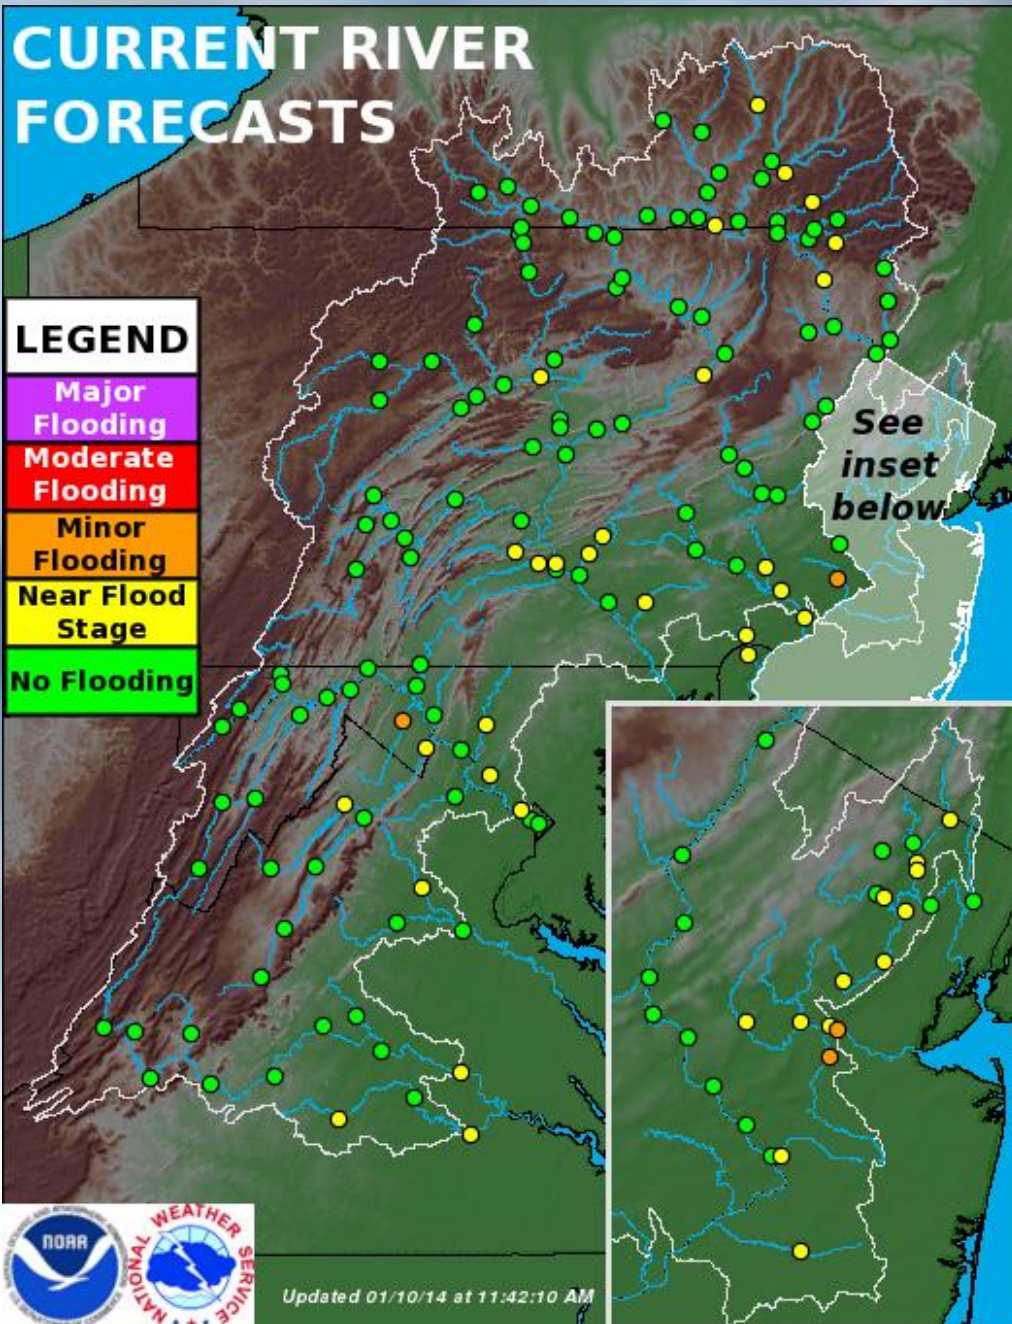 CURRENT RIVER
FORECASTS
LEGEND
Major
Flooding
Moderate
Flooding
Minor
Flooding
Near Flood
Stage
No Flooding
See
inset
below
NOAA
NATIONAL WEATHER SERVICE
Updated 01/10/14 at 11:42:10 AM